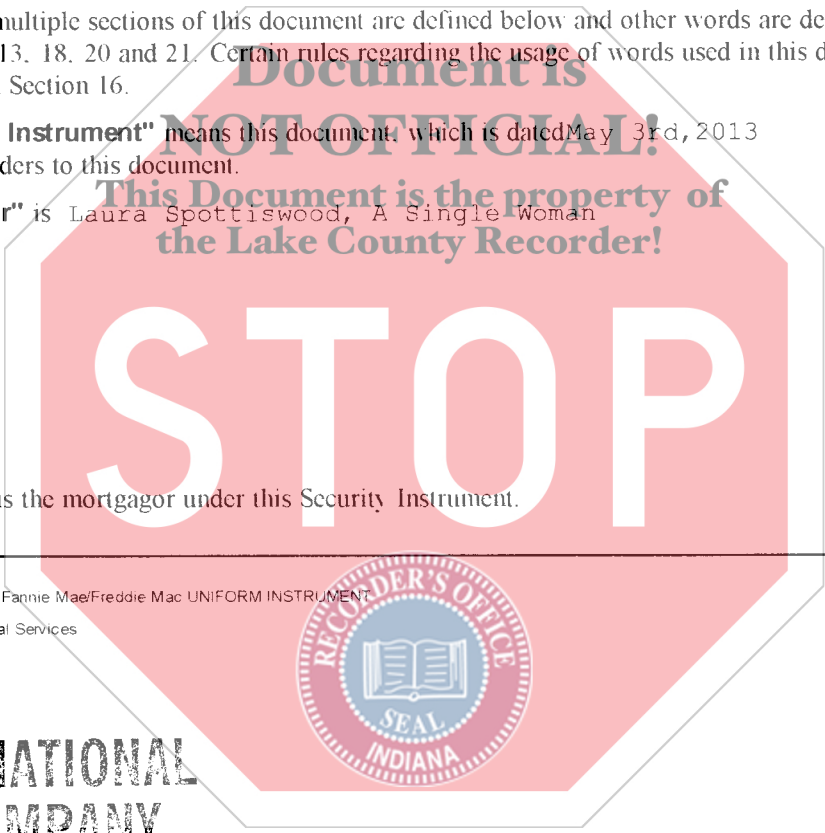 multiple sections of this document are defined below and other words are de
13, 18, 20 and 21. Certain rules regarding the usage of words used in this d
Section 16.
Document is
Instrument" means this document, which is datedMay 3rd,2013
NOT OFFICIAL!
ders to this document.
This Document is the property of
r" is Laura Spottiswood, A Single Woman
the Lake County Recorder!
STOP
is the mortgagor under this Security Instrument.
Fannie Mae/Freddie Mac UNIFORM INSTRUMENT
al Services
RECORDER'S OFFICE
SEAL
INDIANA
NATIONAL
OMPANY